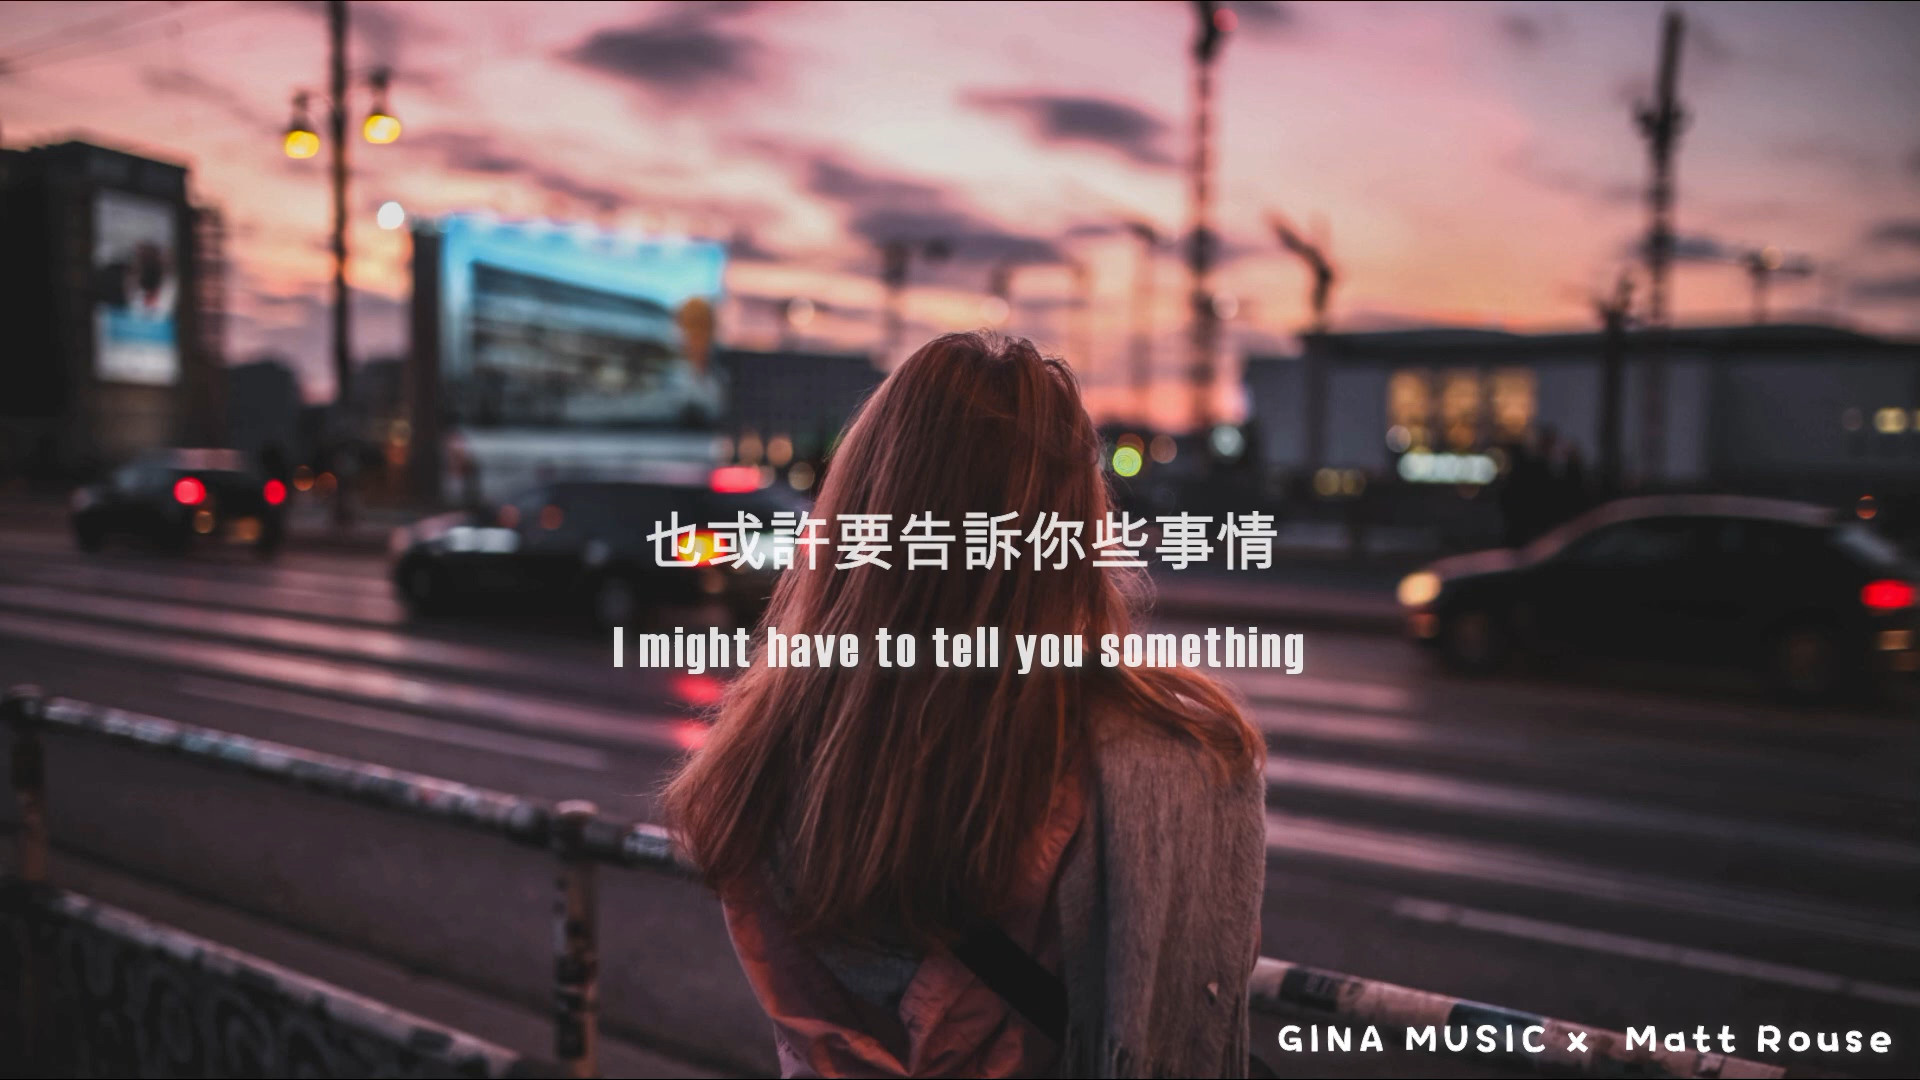 也或許要告訴你些事情
I might have to tell you something
GINA MUSIC x Matt Rouse